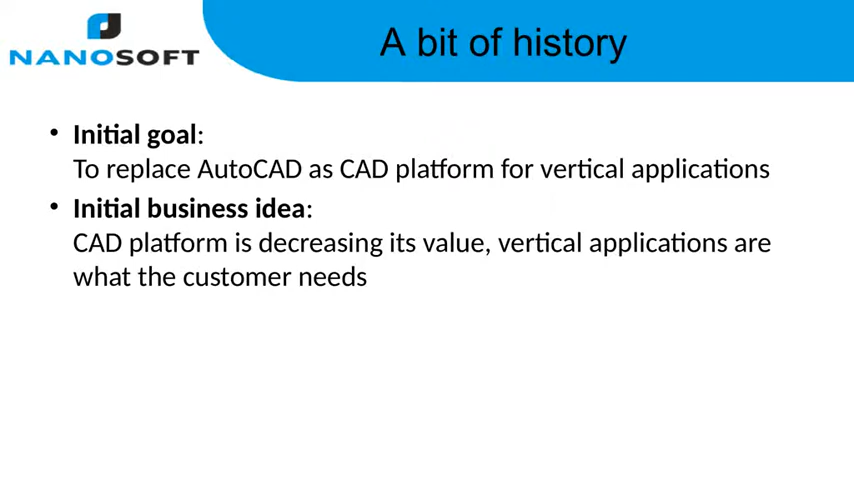 NANOSOFT
A bit of history
• Initial goal:
To replace AutoCAD as CAD platform for vertical applications
• Initial business idea:
CAD platform is decreasing its value, vertical applications are
what the customer needs